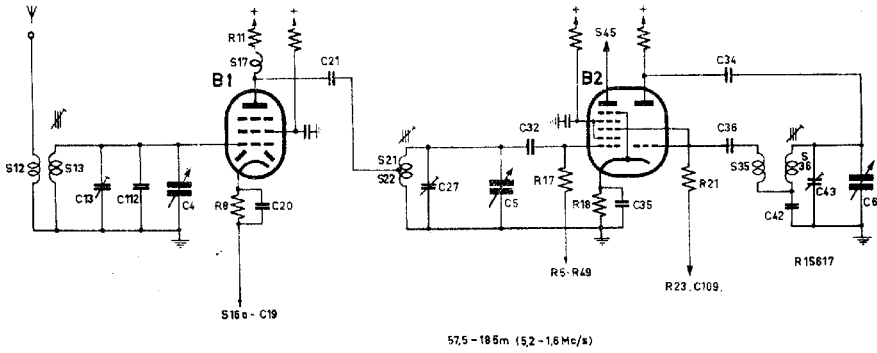 + + + S45 +
R11
S17 C21 C34
B1 B2
C32 C36
S12 S13 S21 S35 S
S22 36
C13 C112 C4 R8 C20 C27 C5 R17 R18 C35 R21 C42 C43 C6
R5-R49 R15617
R23.C109.
S16a-C19
57,5-185m (5,2-1,6 Mc/s)